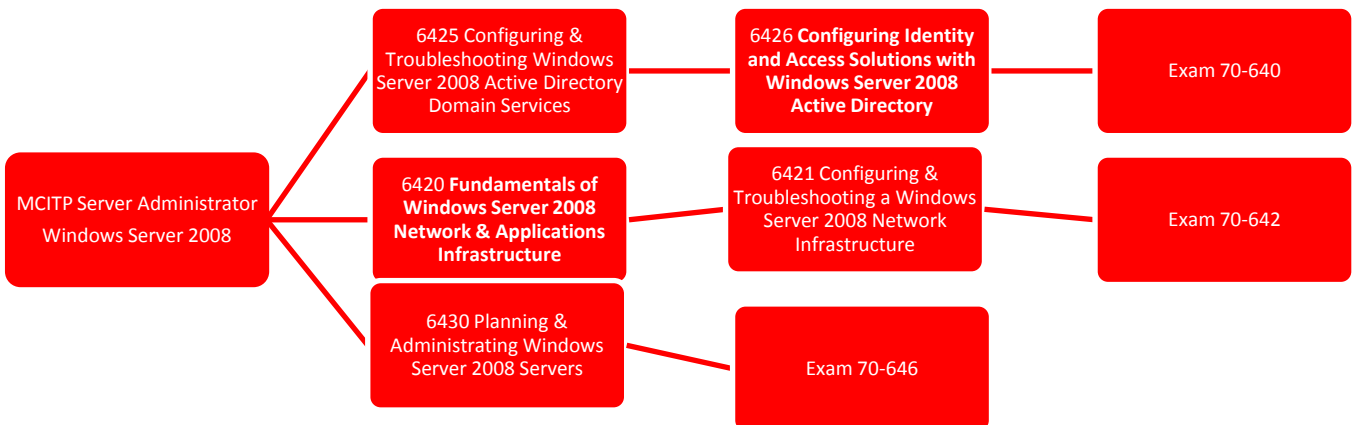 MCITP Server Administrator
Windows Server 2008
6425 Configuring &
Troubleshooting Windows
Server 2008 Active Directory
Domain Services
6426 Configuring Identity
and Access Solutions with
Windows Server 2008
Active Directory
Exam 70-640
6420 Fundamentals of
Windows Server 2008
Network & Applications
Infrastructure
6421 Configuring &
Troubleshooting a Windows
Server 2008 Network
Infrastructure
Exam 70-642
6430 Planning &
Administrating Windows
Server 2008 Servers
Exam 70-646